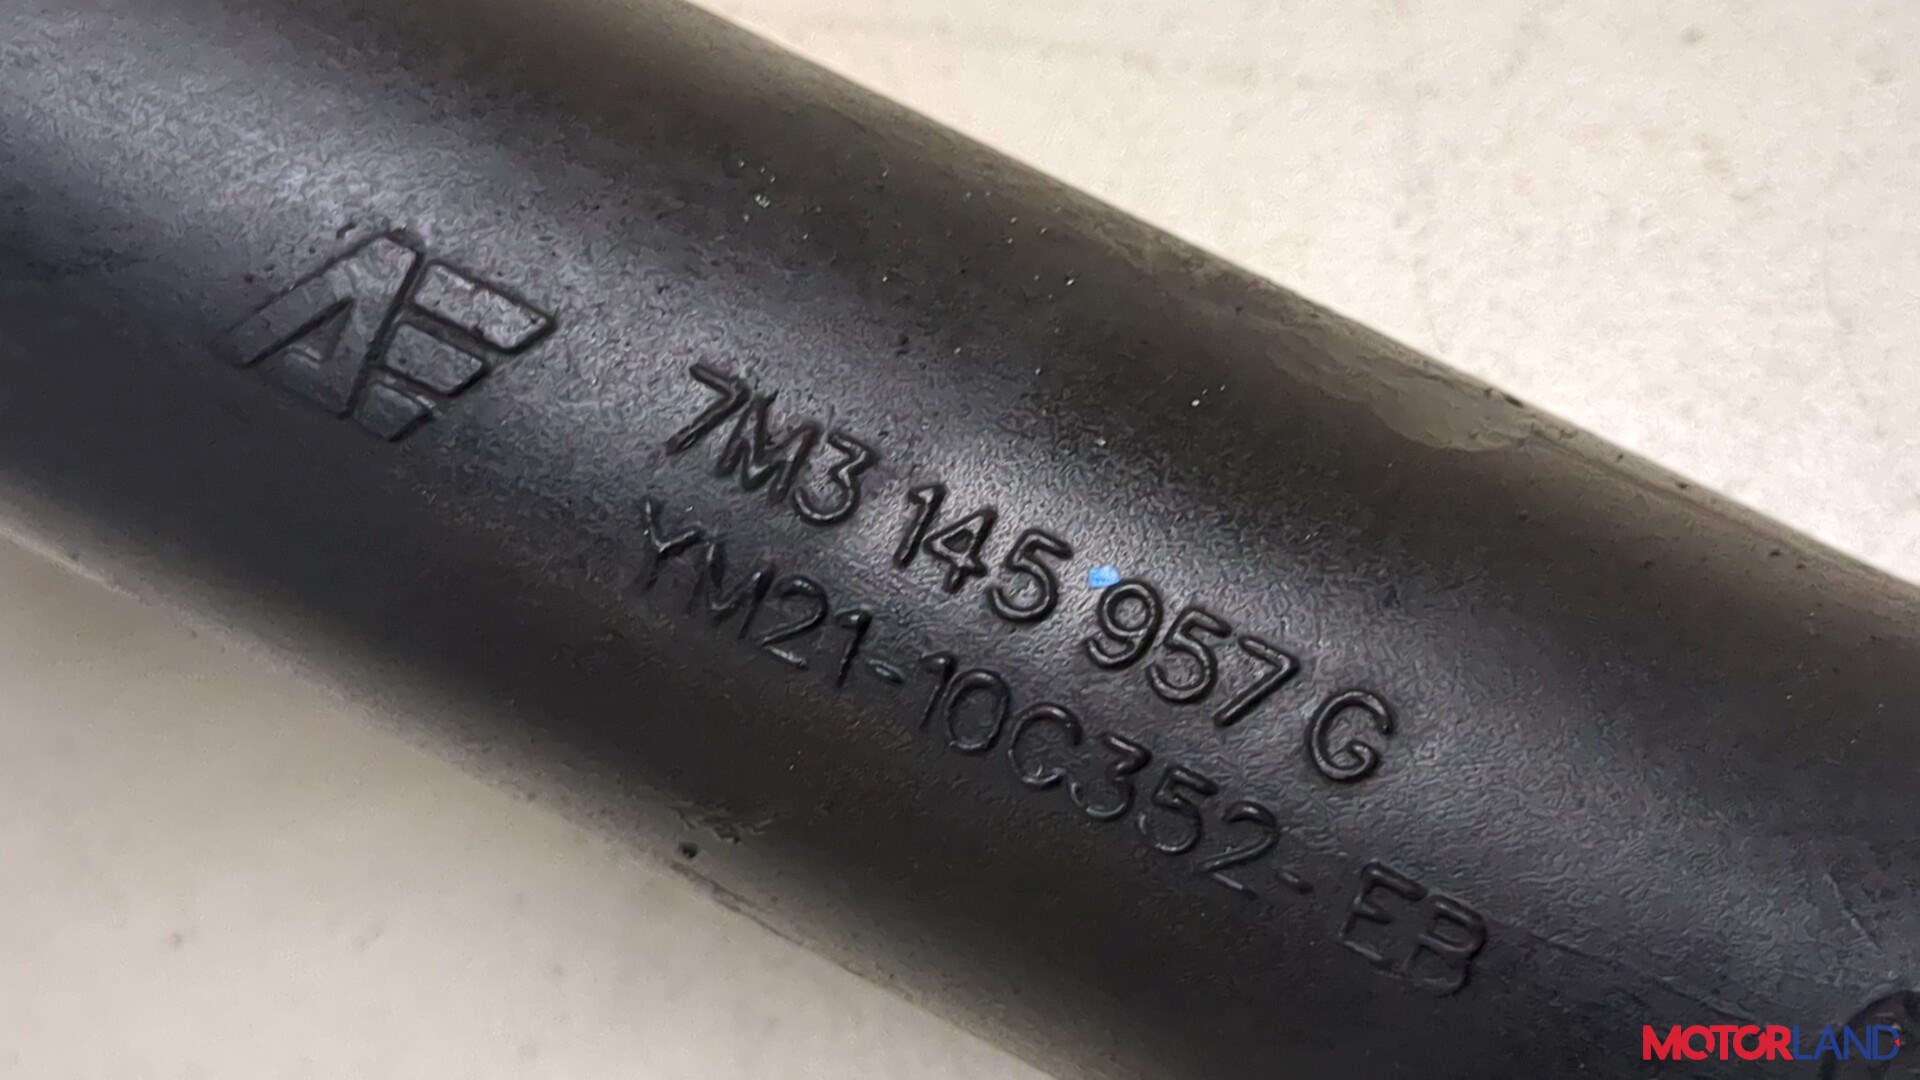 AE
7M3 145 957 G
YM21-10C352-EB
MOTORLAND